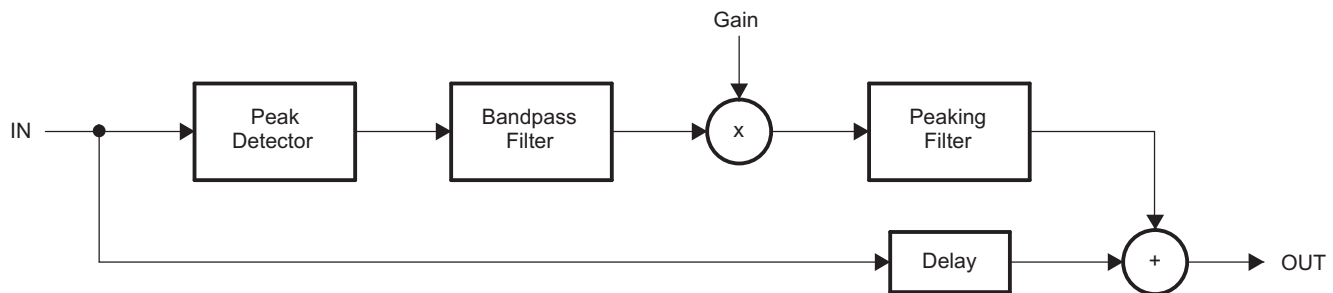 Gain
IN
Peak
Detector
Bandpass
Filter
x
Peaking
Filter
Delay
+
OUT